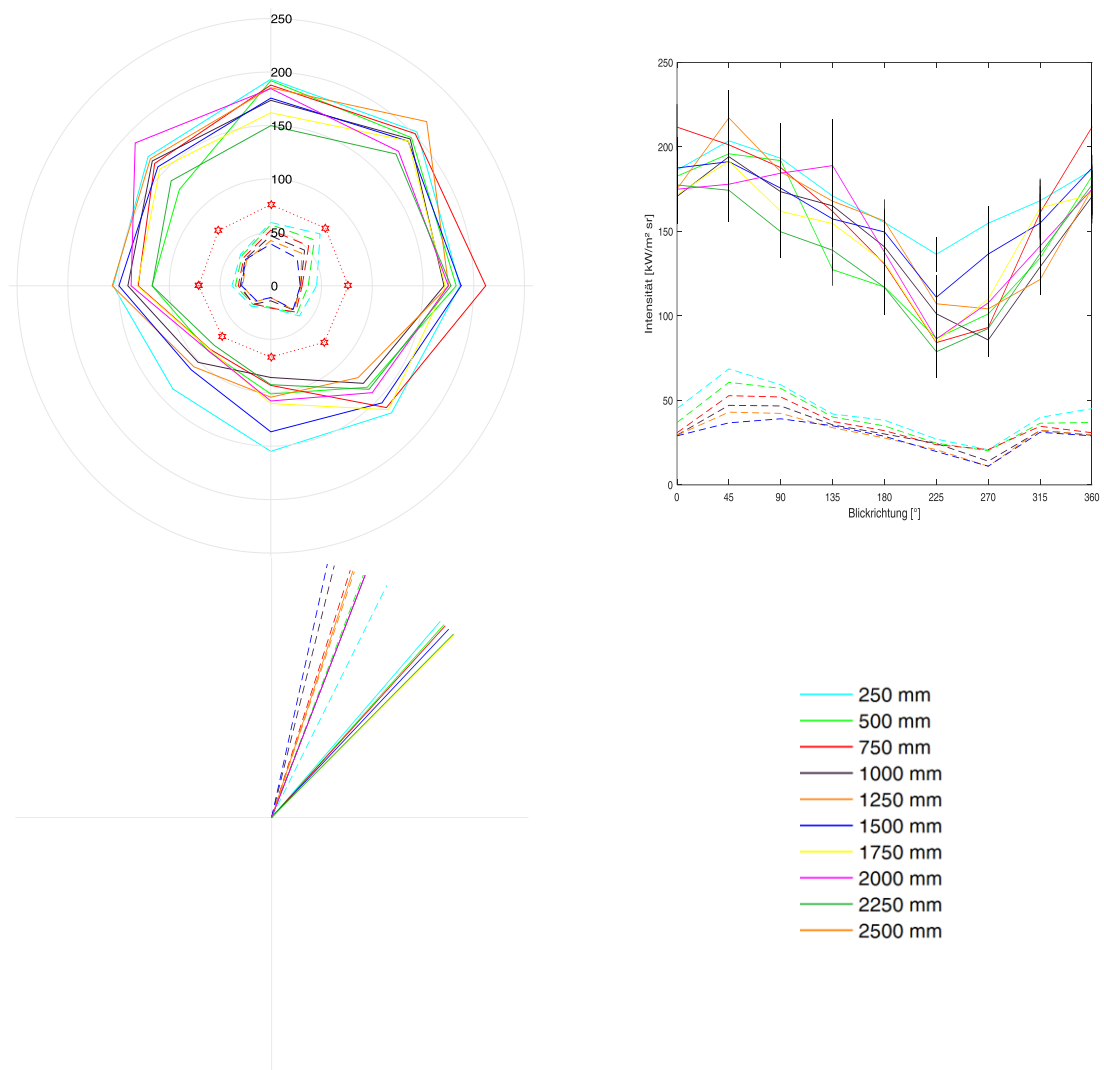 250
200
150
100
50
0
250
200
150
100
50
0
Intensität [kW/m² sr]
0 45 90 135 180 225 270 315 360
Blickrichtung [°]
250 mm
500 mm
750 mm
1000 mm
1250 mm
1500 mm
1750 mm
2000 mm
2250 mm
2500 mm